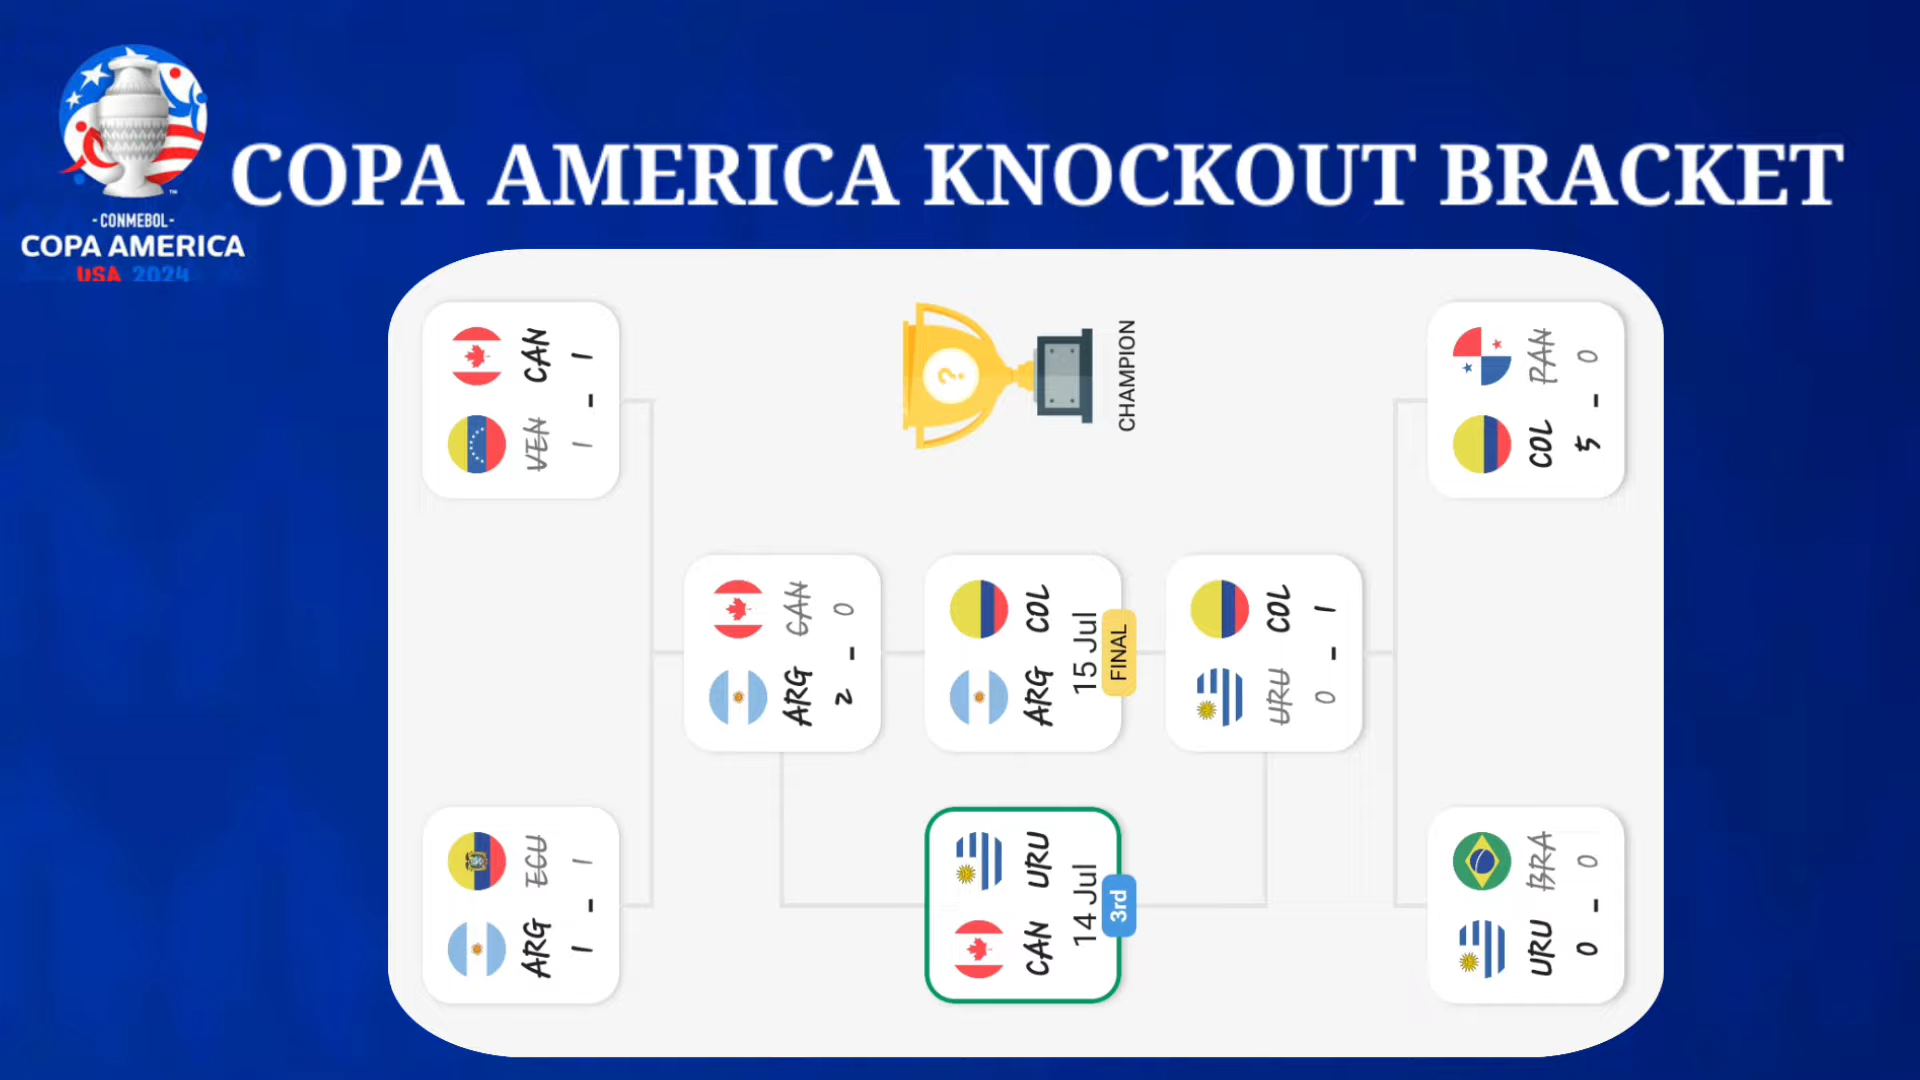 - CONMEBOL -
COPA AMERICA
USA 2024
™
COPA AMERICA KNOCKOUT BRACKET
VEN CAN
1 - 1
ARG ECU
1 - 1
ARG CAN
2 - 0
?
CHAMPION
ARG COL
15 Jul
FINAL
CAN URU
14 Jul
3rd
URU COL
0 - 1
COL PAN
5 - 0
URU BRA
0 - 0